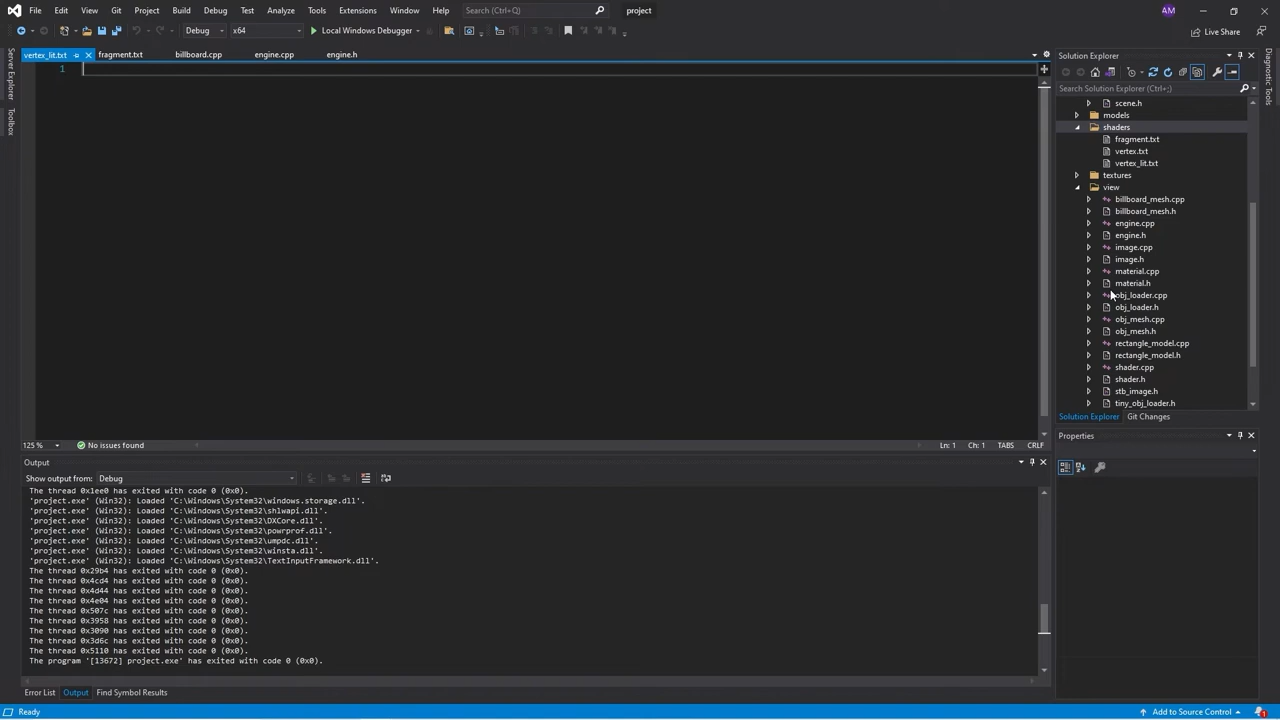 File Edit View Git Project Build Debug Test Analyze Tools Extensions Window Help Search (Ctrl+Q) project AM
Debug x64 Local Windows Debugger Live Share
Server Explorer
Toolbox
vertex_lit.txt fragment.txt billboard.cpp engine.cpp engine.h
1
125 % No issues found Ln: 1 Ch: 1 TABS CRLF
Output
Show output from: Debug
The thread 0x1ee0 has exited with code 0 (0x0).
'project.exe' (Win32): Loaded 'C:\Windows\System32\windows.storage.dll'.
'project.exe' (Win32): Loaded 'C:\Windows\System32\shlwapi.dll'.
'project.exe' (Win32): Loaded 'C:\Windows\System32\DXCore.dll'.
'project.exe' (Win32): Loaded 'C:\Windows\System32\powrprof.dll'.
'project.exe' (Win32): Loaded 'C:\Windows\System32\umpdc.dll'.
'project.exe' (Win32): Loaded 'C:\Windows\System32\winsta.dll'.
'project.exe' (Win32): Loaded 'C:\Windows\System32\TextInputFramework.dll'.
The thread 0x29b4 has exited with code 0 (0x0).
The thread 0x4cd4 has exited with code 0 (0x0).
The thread 0x4d44 has exited with code 0 (0x0).
The thread 0x4e04 has exited with code 0 (0x0).
The thread 0x507c has exited with code 0 (0x0).
The thread 0x3958 has exited with code 0 (0x0).
The thread 0x3090 has exited with code 0 (0x0).
The thread 0x3d6c has exited with code 0 (0x0).
The thread 0x5110 has exited with code 0 (0x0).
The program '[13672] project.exe' has exited with code 0 (0x0).
Error List Output Find Symbol Results
Solution Explorer
Search Solution Explorer (Ctrl+;)
scene.h
models
shaders
fragment.txt
vertex.txt
vertex_lit.txt
textures
view
billboard_mesh.cpp
billboard_mesh.h
engine.cpp
engine.h
image.cpp
image.h
material.cpp
material.h
obj_loader.cpp
obj_loader.h
obj_mesh.cpp
obj_mesh.h
rectangle_model.cpp
rectangle_model.h
shader.cpp
shader.h
stb_image.h
tiny_obj_loader.h
Solution Explorer Git Changes
Properties
Diagnostic Tools
Ready Add to Source Control 1